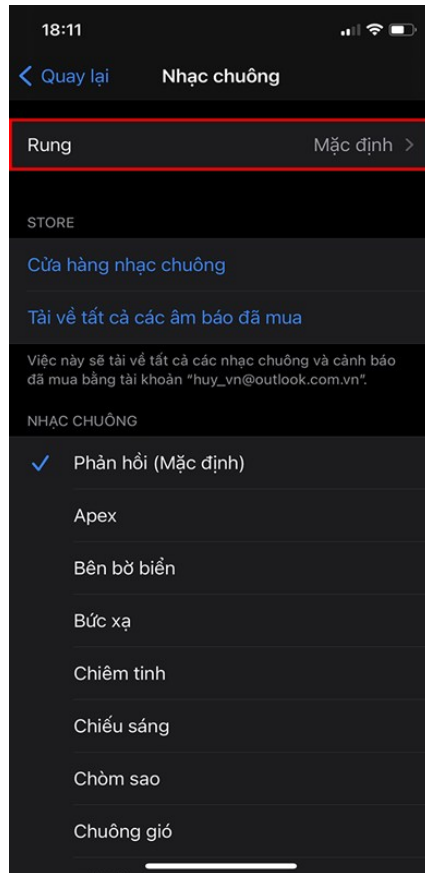 18:11
Quay lại Nhạc chuông
Rung Mặc định
STORE
Cửa hàng nhạc chuông
Tải về tất cả các âm báo đã mua
Việc này sẽ tải về tất cả các nhạc chuông và cảnh báo
đã mua bằng tài khoản “huy_vn@outlook.com.vn”.
NHẠC CHUÔNG
Phản hồi (Mặc định)
Apex
Bên bờ biển
Bức xạ
Chiêm tinh
Chiếu sáng
Chòm sao
Chuông gió